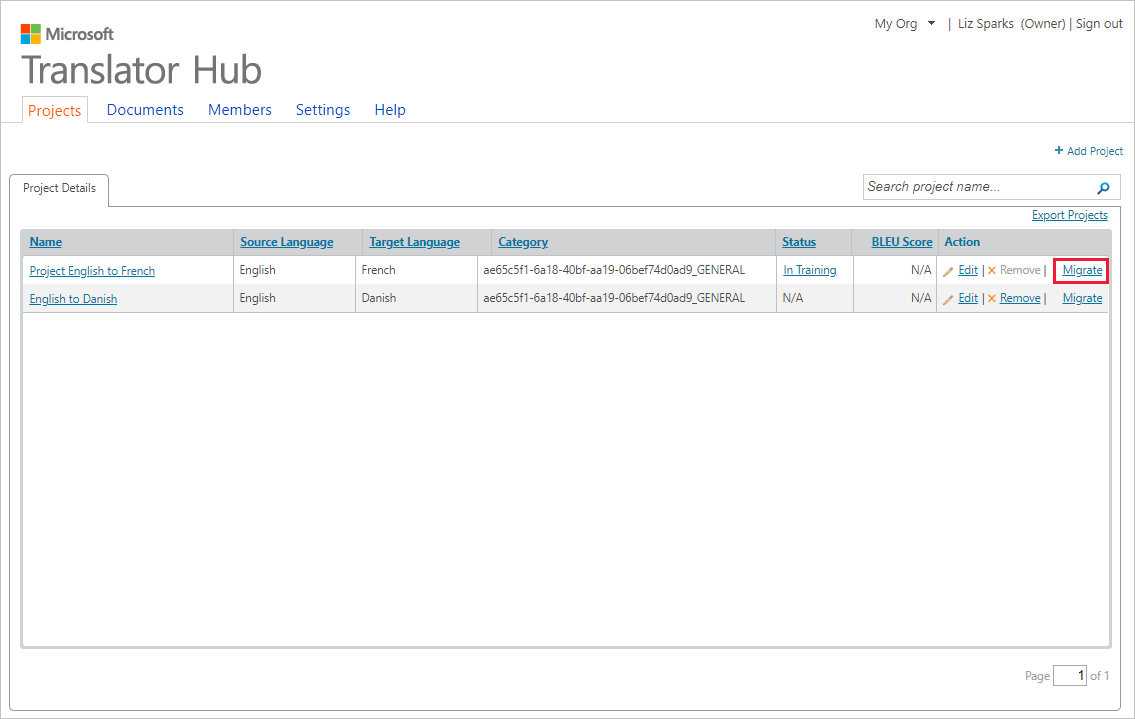 Microsoft
My Org | Liz Sparks (Owner) | Sign out
Translator Hub
Projects Documents Members Settings Help
+ Add Project
Project Details
Search project name...
Export Projects
Name Source Language Target Language Category Status BLEU Score Action
Project English to French English French ae65c5f1-6a18-40bf-aa19-06bef74d0ad9_GENERAL In Training N/A Edit | Remove | Migrate
English to Danish English Danish ae65c5f1-6a18-40bf-aa19-06bef74d0ad9_GENERAL N/A N/A Edit | Remove | Migrate
Page 1 of 1